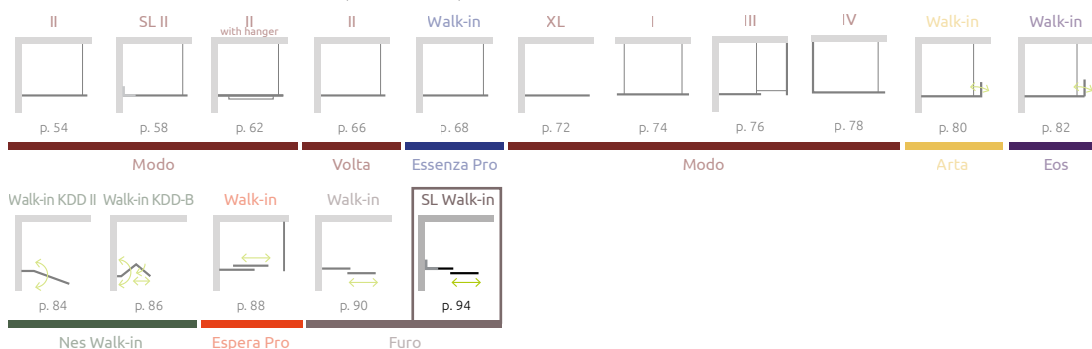 II SL II II Walk-in XL I III IV Walk-in Walk-in
with hanger
p. 54 p. 58 p. 62 p. 66 p. 68 p. 72 p. 74 p. 76 p. 78 p. 80 p. 82
Modo Volta Essenza Pro Modo Arta Eos
II
Walk-in KDD II Walk-in KDD-B Walk-in Walk-in SL Walk-in
p. 84 p. 86 p. 88 p. 90 p. 94
Nes Walk-in Espera Pro Furo